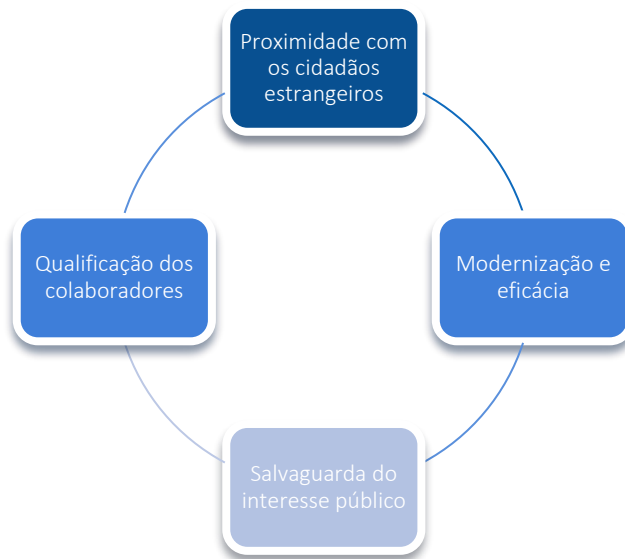 Proximidade com
os cidadãos
estrangeiros
Qualificação dos
colaboradores
Modernização e
eficácia
Salvaguarda do
interesse público